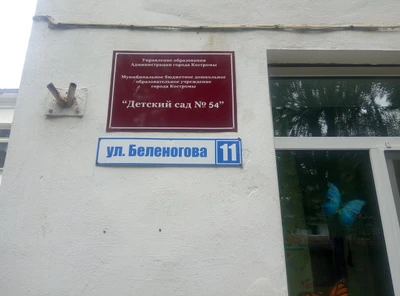 Управление образования
Администрации города Костромы
Муниципальное бюджетное дошкольное
образовательное учреждение
города Костромы
"Детский сад № 54"
ул. Беленогова 11